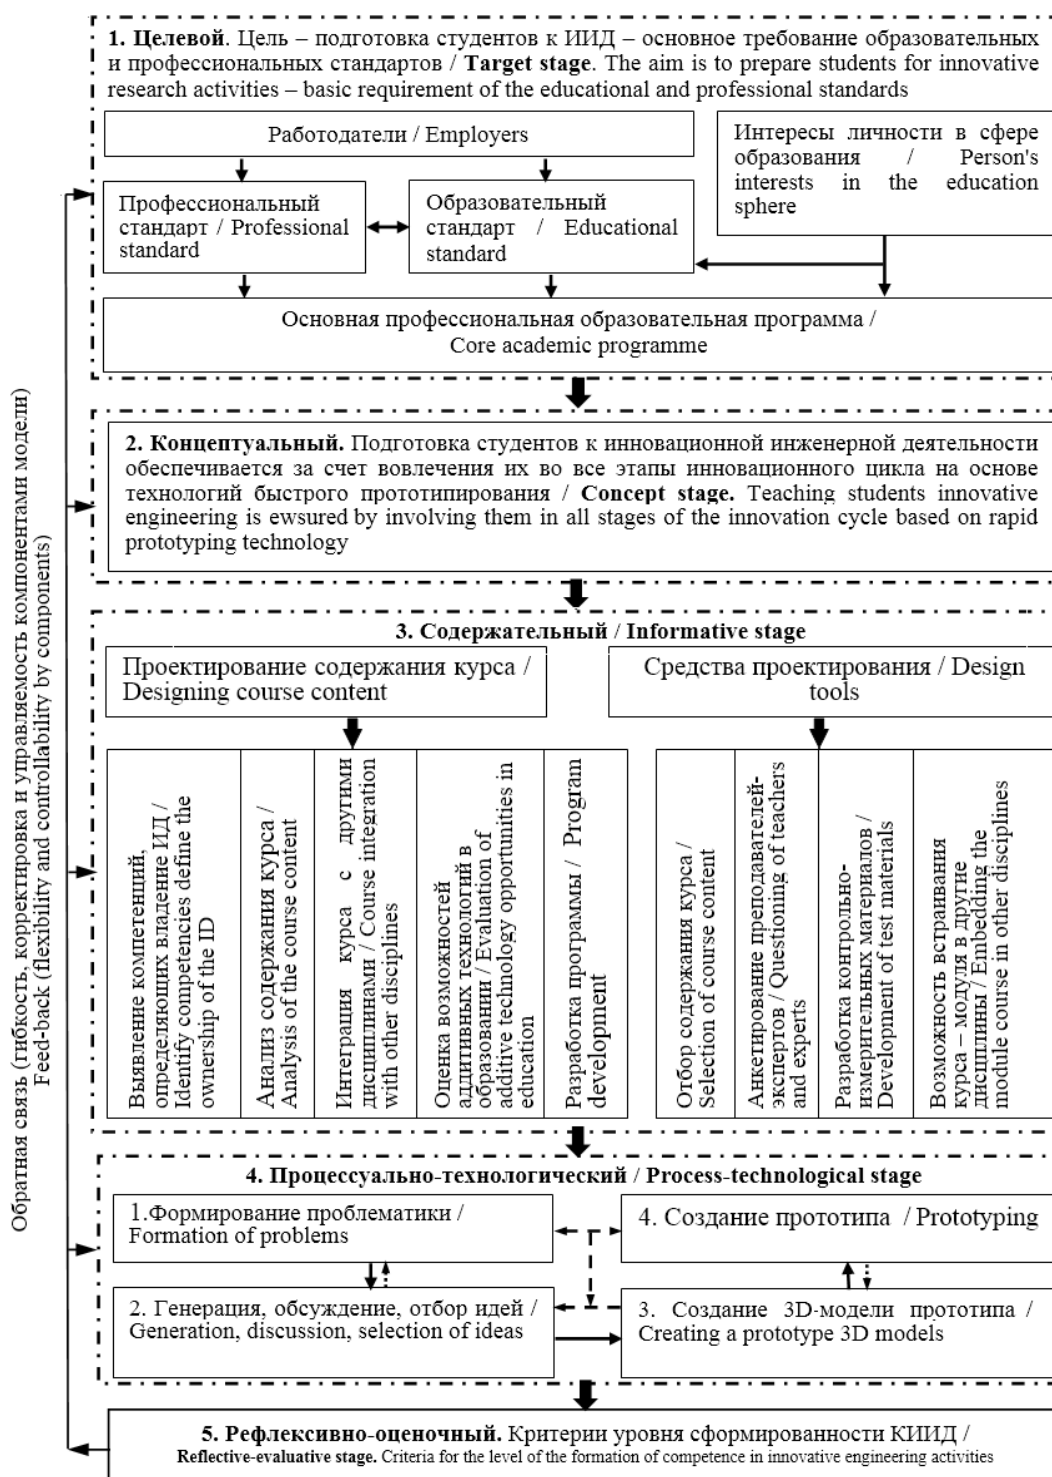 1. Целевой. Цель – подготовка студентов к ИИД – основное требование образовательных
и профессиональных стандартов / Target stage. The aim is to prepare students for innovative
research activities – basic requirement of the educational and professional standards
Работодатели / Employers
Интересы личности в сфере
образования / Person's
interests in the education
sphere
Профессиональный
стандарт / Professional
standard
Образовательный
стандарт / Educational
standard
Основная профессиональная образовательная программа /
Core academic programme
2. Концептуальный. Подготовка студентов к инновационной инженерной деятельности
обеспечивается за счет вовлечения их во все этапы инновационного цикла на основе
технологий быстрого прототипирования / Concept stage. Teaching students innovative
engineering is ewsured by involving them in all stages of the innovation cycle based on rapid
prototyping technology
3. Содержательный / Informative stage
Проектирование содержания курса /
Designing course content
Средства проектирования / Design
tools
Выявление компетенций,
определяющих владение ИД /
Identify competencies define the
ownership of the ID
Анализ содержания курса /
Analysis of the course content
Интеграция курса с другими
дисциплинами / Course integration
with other disciplines
Оценка возможностей
аддитивных технологий в
образовании / Evaluation of
additive technology opportunities in
education
Разработка программы / Program
development
Отбор содержания курса /
Selection of course content
Анкетирование преподавателей-
экспертов / Questioning of teachers
and experts
Разработка контрольно-
измерительных материалов /
Development of test materials
Возможность встраивания
курса – модуля в другие
дисциплины / Embedding the
module course in other disciplines
4. Процессуально-технологический / Process-technological stage
1.Формирование проблематики /
Formation of problems
4. Создание прототипа / Prototyping
2. Генерация, обсуждение, отбор идей /
Generation, discussion, selection of ideas
3. Создание 3D-модели прототипа /
Creating a prototype 3D models
5. Рефлексивно-оценочный. Критерии уровня сформированности КИИД /
Reflective-evaluative stage. Criteria for the level of the formation of competence in innovative engineering activities
Обратная связь (гибкость, корректировка и управляемость компонентами модели)
Feed-back (flexibility and controllability by components)